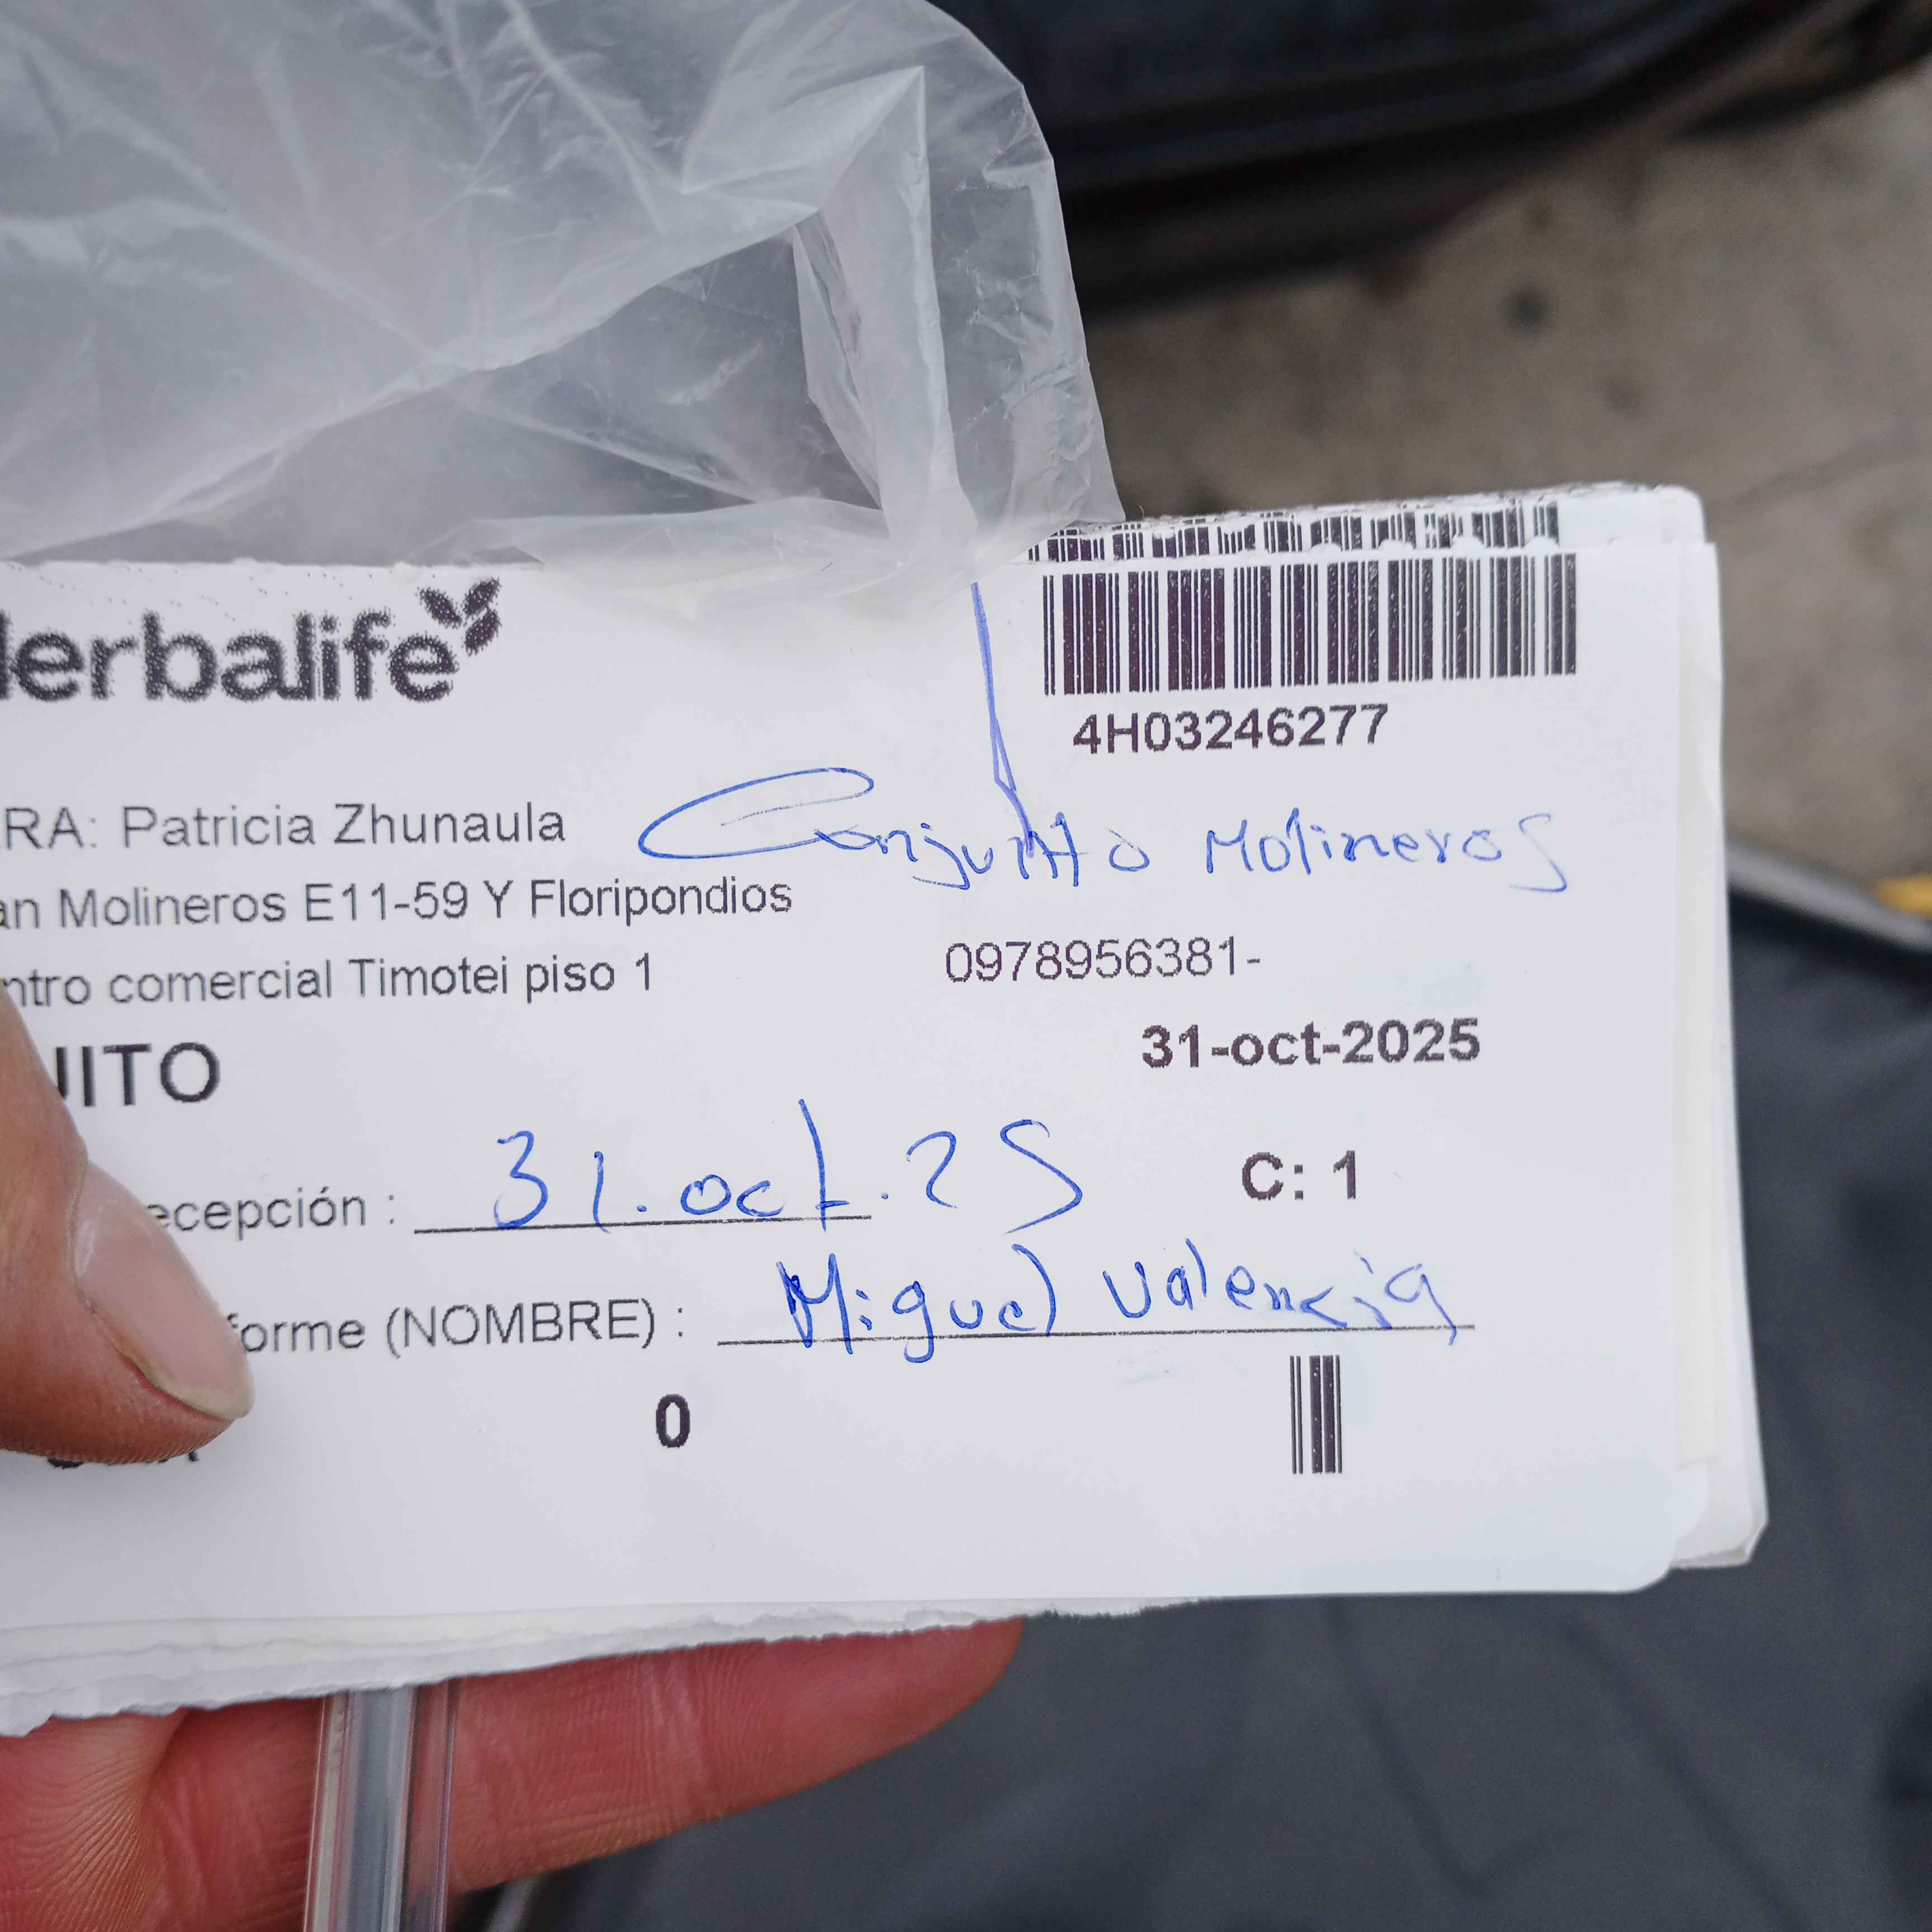 erbalife
4H03246277
RA: Patricia Zhunaula
Conjunto Molineros
an Molineros E11-59 Y Floripondios
ntro comercial Timotei piso 1
0978956381-
UITO
31-oct-2025
ecepción : 31.oct.25
C: 1
forme (NOMBRE) : Miguel Valencia
0